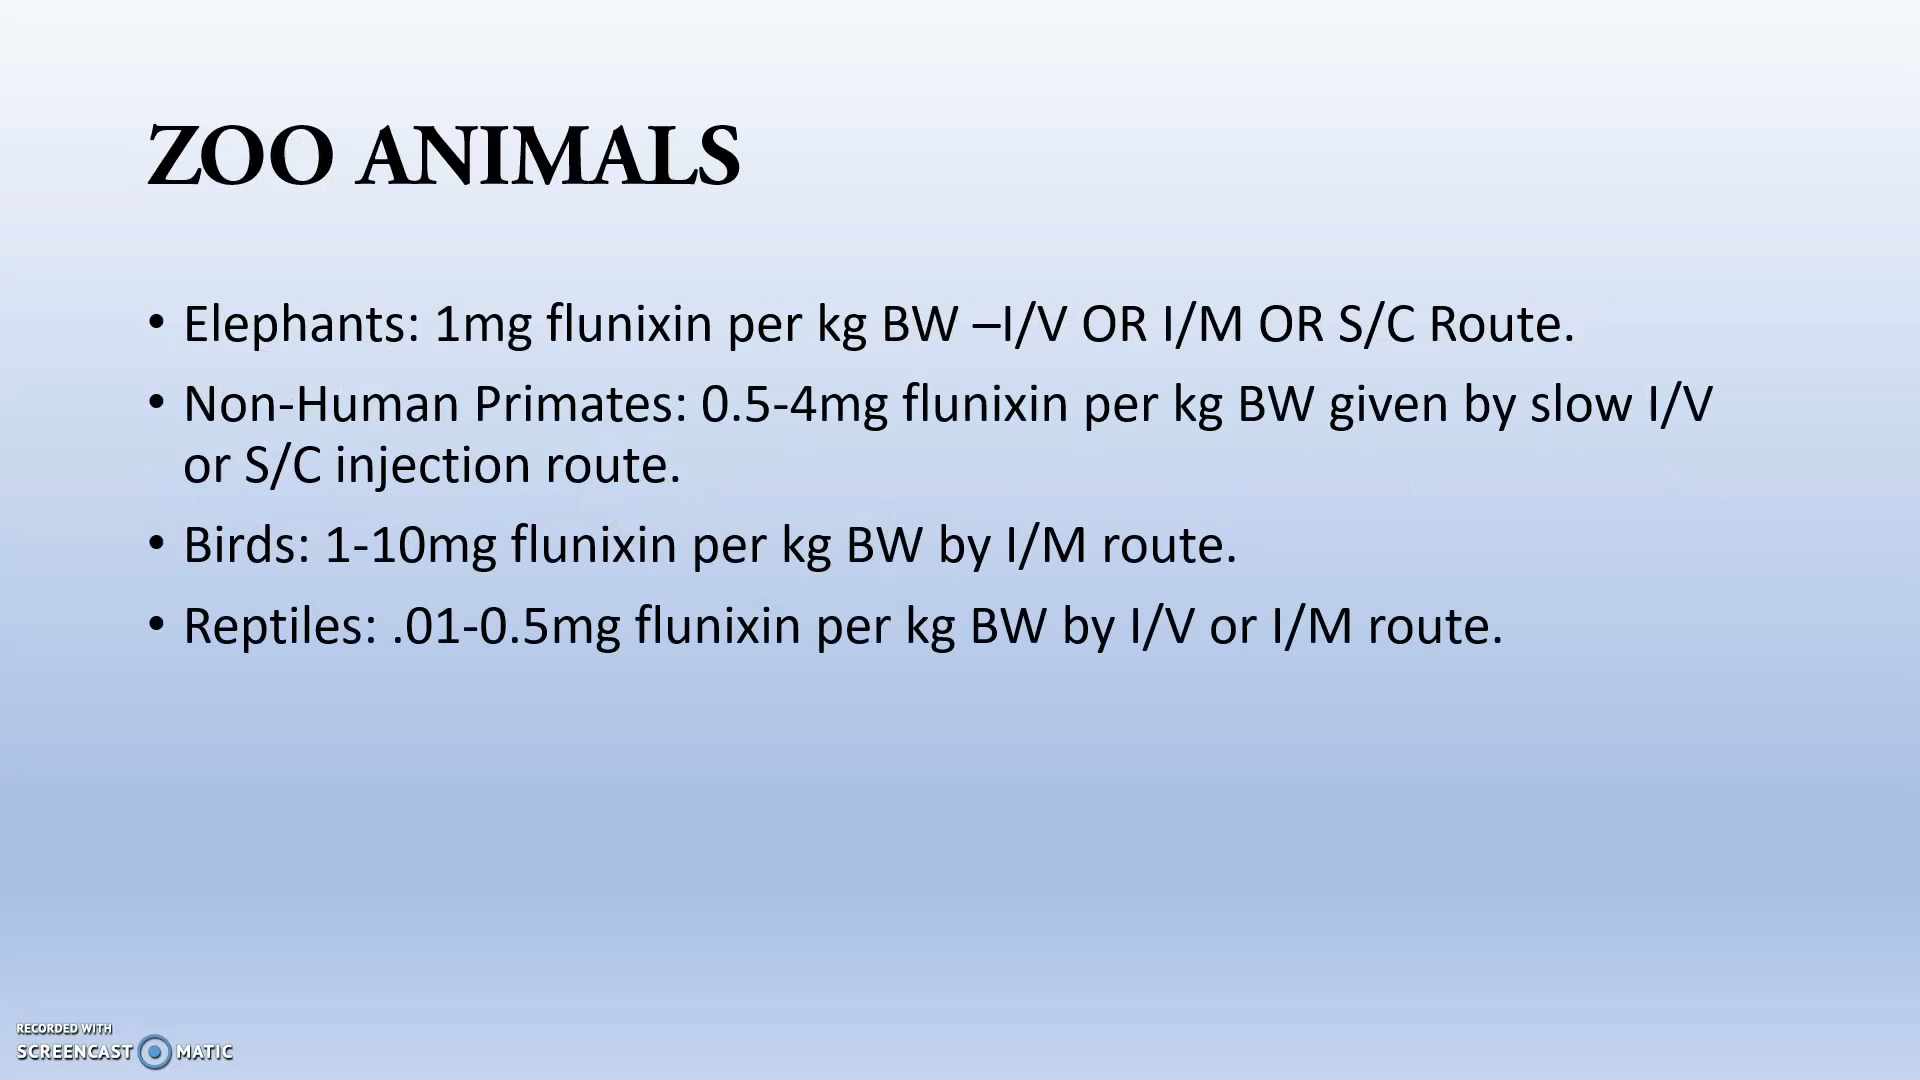 ZOO ANIMALS
• Elephants: 1mg flunixin per kg BW –I/V OR I/M OR S/C Route.
• Non-Human Primates: 0.5-4mg flunixin per kg BW given by slow I/V
or S/C injection route.
• Birds: 1-10mg flunixin per kg BW by I/M route.
• Reptiles: .01-0.5mg flunixin per kg BW by I/V or I/M route.
RECORDED WITH
SCREENCAST MATIC